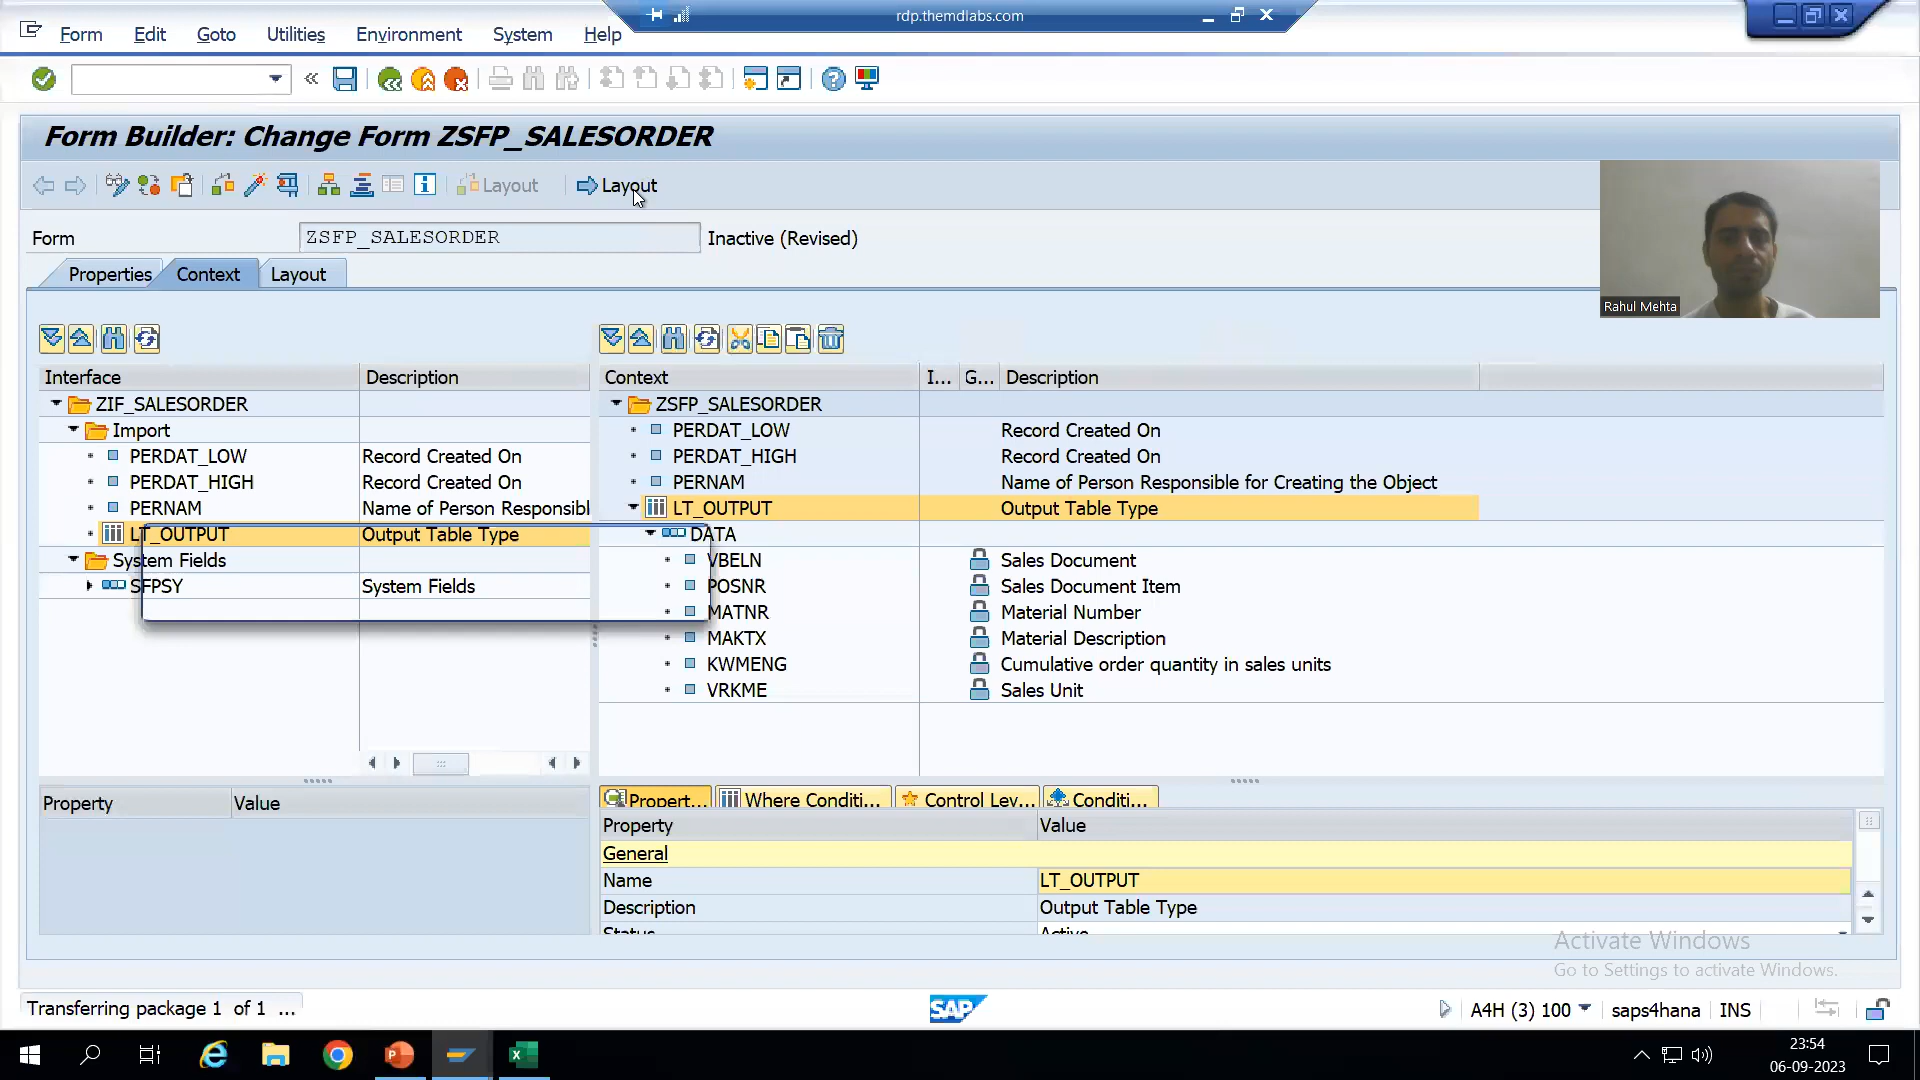 rdp.themdlabs.com
Form Edit Goto Utilities Environment System Help
Form Builder: Change Form ZSFP_SALESORDER
Layout Layout
Form ZSFP_SALESORDER Inactive (Revised)
Rahul Mehta
Properties Context Layout
Interface Description Context I... G... Description
ZIF_SALESORDER ZSFP_SALESORDER
Import PERDAT_LOW Record Created On
PERDAT_LOW Record Created On PERDAT_HIGH Record Created On
PERDAT_HIGH Record Created On PERNAM Name of Person Responsible for Creating the Object
PERNAM Name of Person Responsibl LT_OUTPUT Output Table Type
LT_OUTPUT Output Table Type DATA
System Fields VBELN Sales Document
SFPSY System Fields POSNR Sales Document Item
MATNR Material Number
MAKTX Material Description
KWMENG Cumulative order quantity in sales units
VRKME Sales Unit
Property Value Propert... Where Conditi... Control Lev... Conditi...
Property Value
General
Name LT_OUTPUT
Description Output Table Type
Status Active
Activate Windows
Go to Settings to activate Windows.
Transferring package 1 of 1 ... SAP A4H (3) 100 saps4hana INS
23:54
06-09-2023